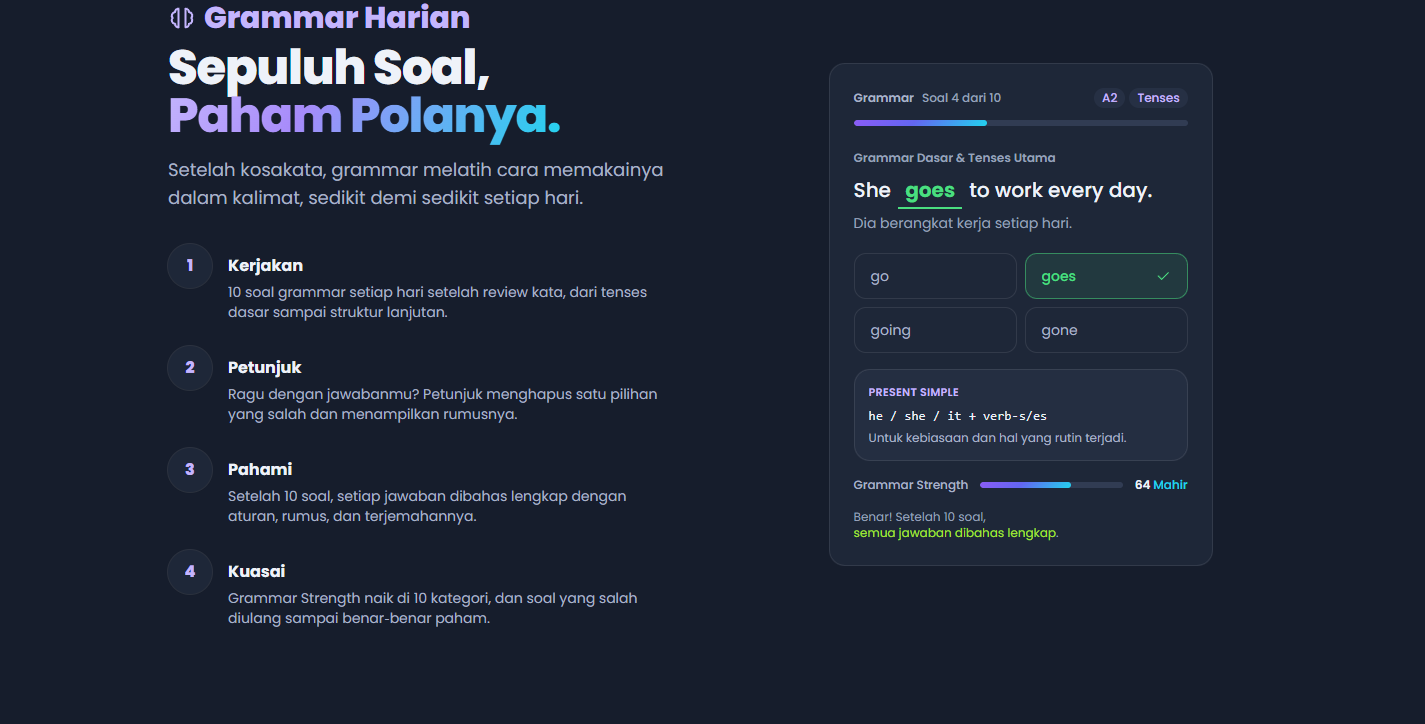 Grammar Harian
Sepuluh Soal,
Paham Polanya.
Setelah kosakata, grammar melatih cara memakainya
dalam kalimat, sedikit demi sedikit setiap hari.
1
Kerjakan
10 soal grammar setiap hari setelah review kata, dari tenses
dasar sampai struktur lanjutan.
2
Petunjuk
Ragu dengan jawabanmu? Petunjuk menghapus satu pilihan
yang salah dan menampilkan rumusnya.
3
Pahami
Setelah 10 soal, setiap jawaban dibahas lengkap dengan
aturan, rumus, dan terjemahannya.
4
Kuasai
Grammar Strength naik di 10 kategori, dan soal yang salah
diulang sampai benar-benar paham.
Grammar Soal 4 dari 10 A2 Tenses
Grammar Dasar & Tenses Utama
She goes to work every day.
Dia berangkat kerja setiap hari.
go goes
going gone
PRESENT SIMPLE
he / she / it + verb-s/es
Untuk kebiasaan dan hal yang rutin terjadi.
Grammar Strength 64 Mahir
Benar! Setelah 10 soal,
semua jawaban dibahas lengkap.